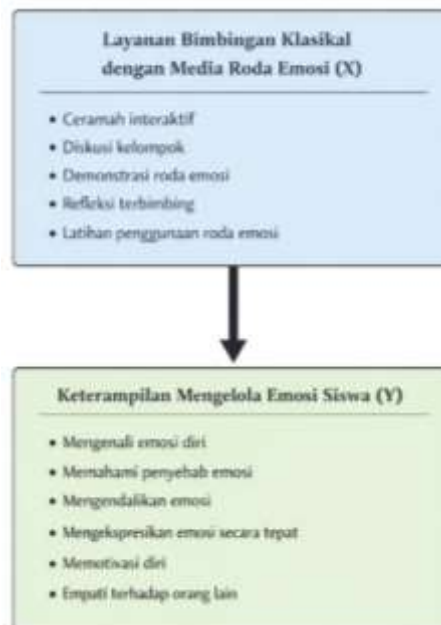 Layanan Bimbingan Klasikal
dengan Media Roda Emosi (X)
• Ceramah interaktif
• Diskusi kelompok
• Demonstrasi roda emosi
• Refleksi terbimbing
• Latihan penggunaan roda emosi
Keterampilan Mengelola Emosi Siswa (Y)
• Mengenali emosi diri
• Memahami penyebab emosi
• Mengendalikan emosi
• Mengekspresikan emosi secara tepat
• Memotivasi diri
• Empati terhadap orang lain